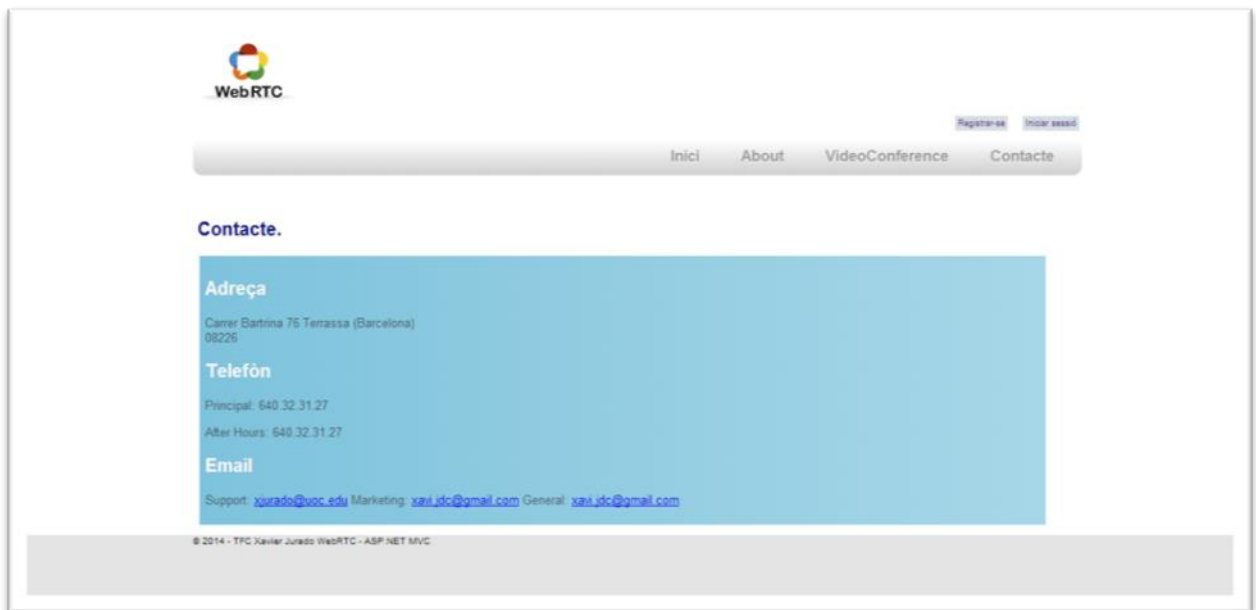 WebRTC
Registrar-se Iniciar sessió
Inici About VideoConference Contacte
Contacte.
Adreça
Carrer Bartrina 76 Terrassa (Barcelona)
08226
Telefòn
Principal: 640.32.31.27
After Hours: 640.32.31.27
Email
Support: xjurado@uoc.edu Marketing: xavi.jdc@gmail.com General: xavi.jdc@gmail.com
© 2014 - TFC Xavier Jurado WebRTC - ASP.NET MVC